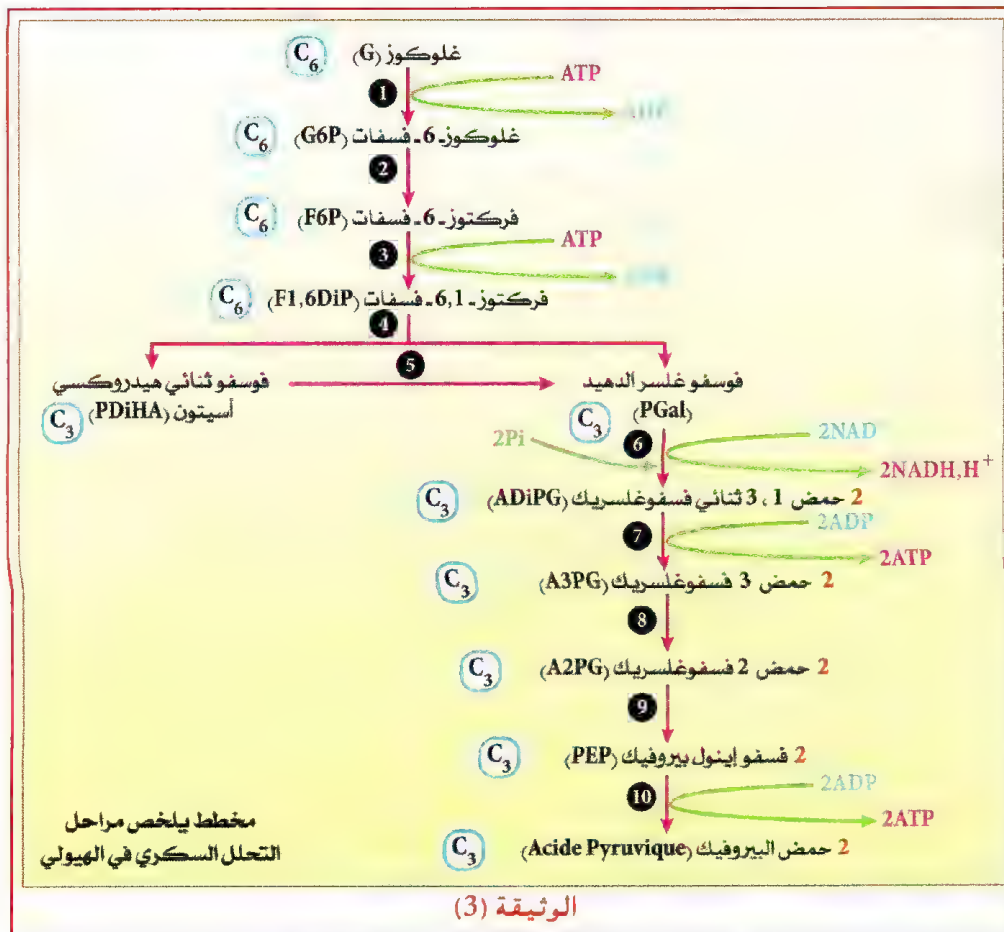 غلوكوز (G) C6
ATP
1
غلوكوز - 6 - فسفات (G6P) C6
2
فركتوز - 6 - فسفات (F6P) C6
ATP
3
فركتوز - 6,1 - فسفات (F1,6DiP) C6
4
5
فوسفو غلسر الدهيد
(PGal) C3
فوسفو ثنائي هيدروكسي
أسيتون (PDiHA) C3
2NAD
2Pi
6
2NADH,H+
2 حمض 1 ، 3 ثنائي فسفوغلسريك (ADiPG) C3
2ADP
7
2ATP
2 حمض 3 فسفوغلسريك (A3PG) C3
8
2 حمض 2 فسفوغلسريك (A2PG) C3
9
2 فسفو إينول بيروفيك (PEP) C3
2ADP
10
2ATP
2 حمض البيروفيك (Acide Pyruvique) C3
مخطط يلخص مراحل
التحلل السكري في الهيولي
الوثيقة (3)